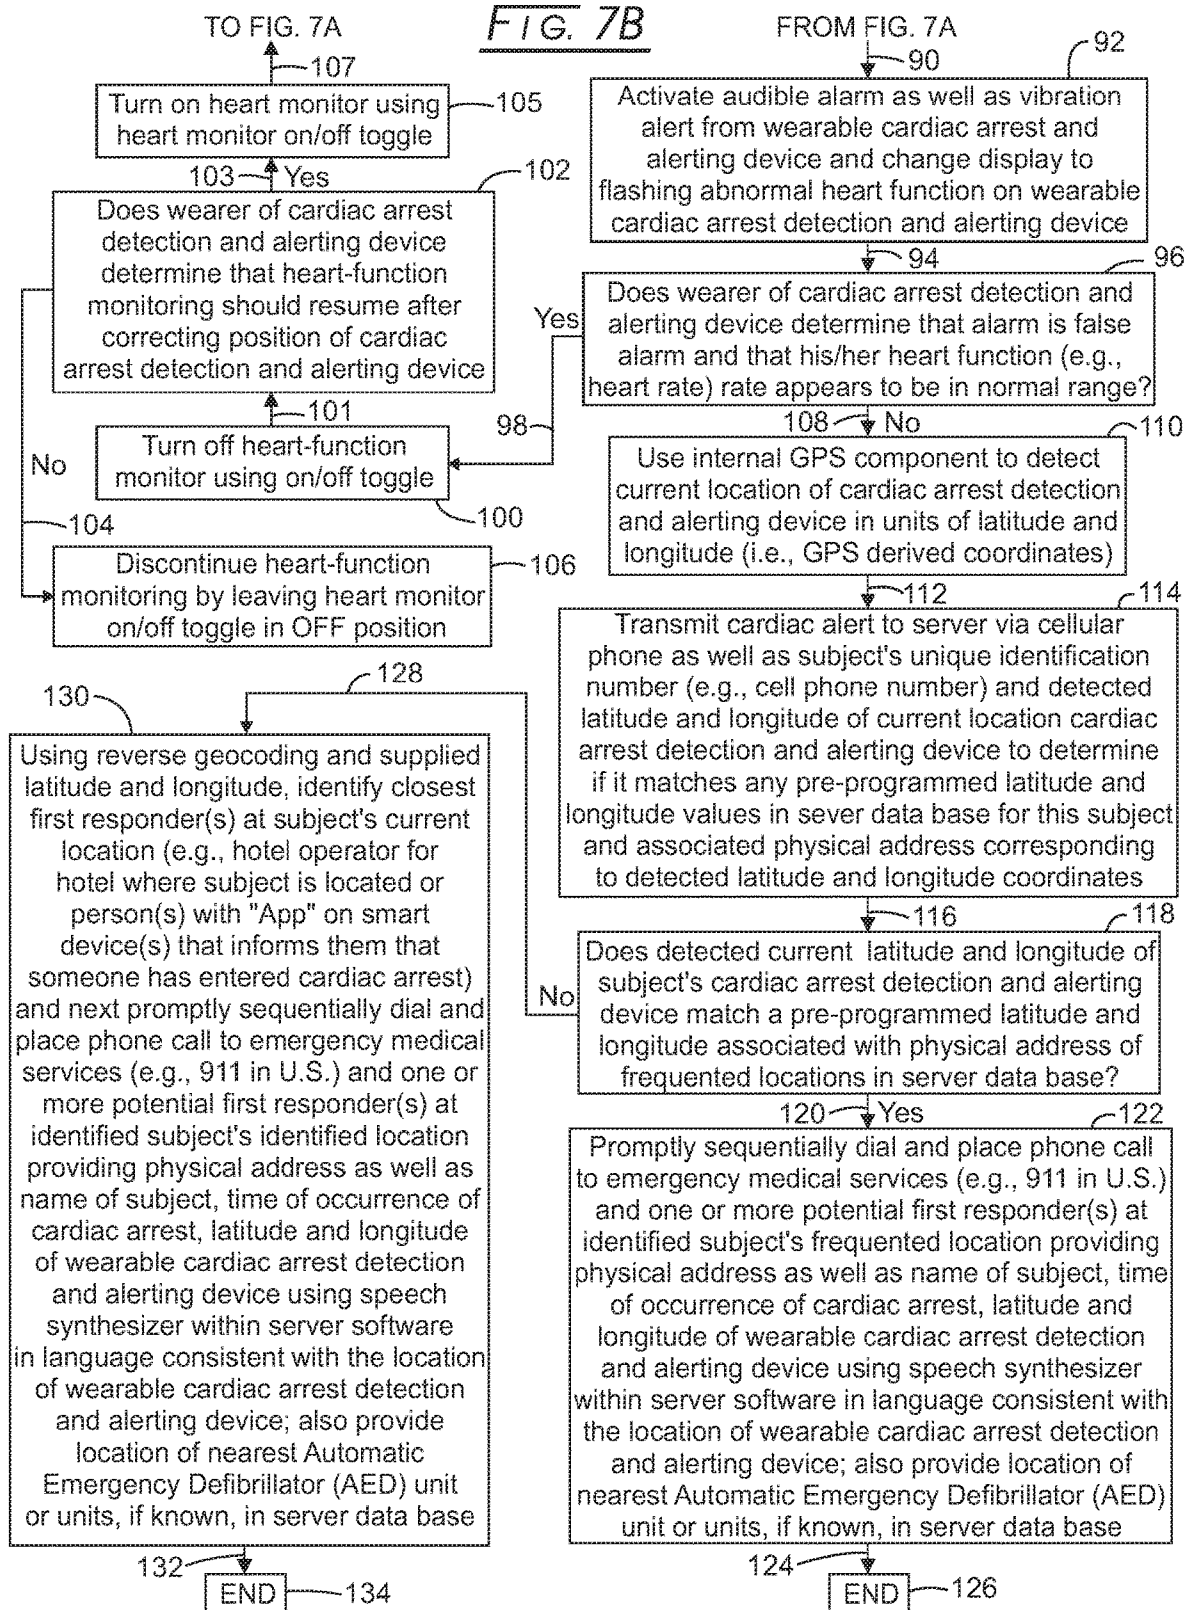 FIG. 7B
TO FIG. 7A
107
Turn on heart monitor using
heart monitor on/off toggle
105
103
Yes
102
Does wearer of cardiac arrest
detection and alerting device
determine that heart-function
monitoring should resume after
correcting position of cardiac
arrest detection and alerting device
101
Turn off heart-function
monitor using on/off toggle
100
98
No
104
Discontinue heart-function
monitoring by leaving heart monitor
on/off toggle in OFF position
106
FROM FIG. 7A
90
92
Activate audible alarm as well as vibration
alert from wearable cardiac arrest and
alerting device and change display to
flashing abnormal heart function on wearable
cardiac arrest detection and alerting device
94
96
Does wearer of cardiac arrest detection and
alerting device determine that alarm is false
alarm and that his/her heart function (e.g.,
heart rate) rate appears to be in normal range?
Yes
108
No
110
Use internal GPS component to detect
current location of cardiac arrest detection
and alerting device in units of latitude and
longitude (i.e., GPS derived coordinates)
112
114
Transmit cardiac alert to server via cellular
phone as well as subject's unique identification
number (e.g., cell phone number) and detected
latitude and longitude of current location cardiac
arrest detection and alerting device to determine
if it matches any pre-programmed latitude and
longitude values in sever data base for this subject
and associated physical address corresponding
to detected latitude and longitude coordinates
116
118
Does detected current latitude and longitude of
subject's cardiac arrest detection and alerting
device match a pre-programmed latitude and
longitude associated with physical address of
frequented locations in server data base?
No
120
Yes
122
Promptly sequentially dial and place phone call
to emergency medical services (e.g., 911 in U.S.)
and one or more potential first responder(s) at
identified subject's frequented location providing
physical address as well as name of subject, time
of occurrence of cardiac arrest, latitude and
longitude of wearable cardiac arrest detection
and alerting device using speech synthesizer
within server software in language consistent with
the location of wearable cardiac arrest detection
and alerting device; also provide location of
nearest Automatic Emergency Defibrillator (AED)
unit or units, if known, in server data base
124
END
126
128
130
Using reverse geocoding and supplied
latitude and longitude, identify closest
first responder(s) at subject's current
location (e.g., hotel operator for
hotel where subject is located or
person(s) with "App" on smart
device(s) that informs them that
someone has entered cardiac arrest)
and next promptly sequentially dial and
place phone call to emergency medical
services (e.g., 911 in U.S.) and one or
more potential first responder(s) at
identified subject's identified location
providing physical address as well as
name of subject, time of occurrence of
cardiac arrest, latitude and longitude
of wearable cardiac arrest detection
and alerting device using speech
synthesizer within server software
in language consistent with the location
of wearable cardiac arrest detection
and alerting device; also provide
location of nearest Automatic
Emergency Defibrillator (AED) unit
or units, if known, in server data base
132
END
134